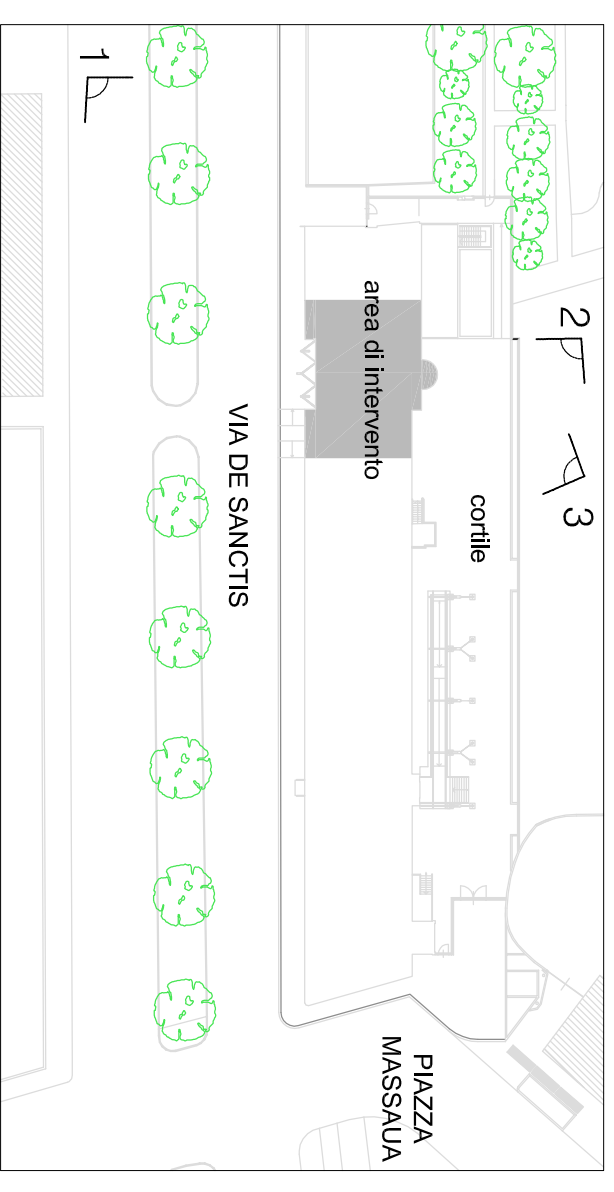 1
2
3
area di intervento
cortile
VIA DE SANCTIS
PIAZZA
MASSAUA